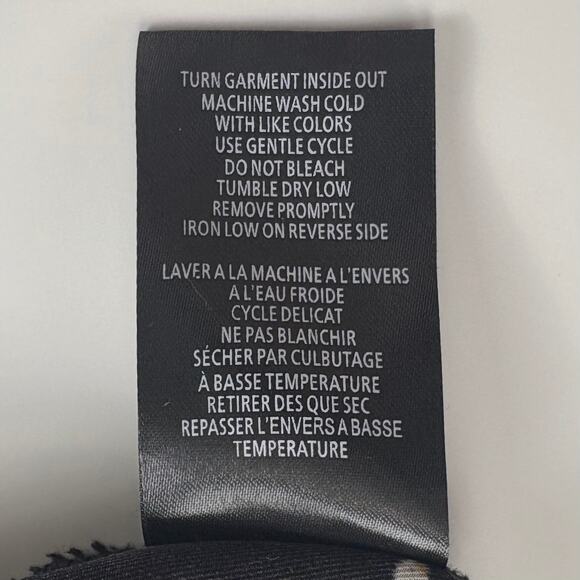 TURN GARMENT INSIDE OUT
MACHINE WASH COLD
WITH LIKE COLORS
USE GENTLE CYCLE
DO NOT BLEACH
TUMBLE DRY LOW
REMOVE PROMPTLY
IRON LOW ON REVERSE SIDE
LAVER A LA MACHINE A L'ENVERS
A L'EAU FROIDE
CYCLE DELICAT
NE PAS BLANCHIR
SÉCHER PAR CULBUTAGE
À BASSE TEMPERATURE
RETIRER DES QUE SEC
REPASSER L'ENVERS A BASSE
TEMPERATURE